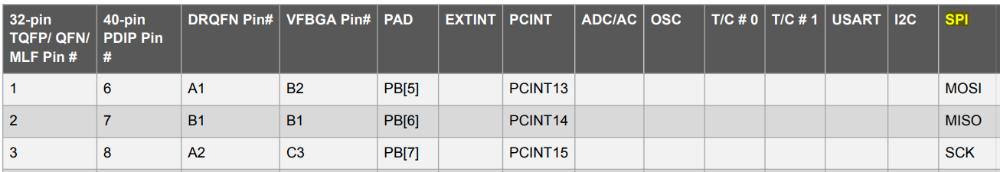 32-pin TQFP/ QFN/ MLF Pin # 40-pin PDIP Pin # DRQFN Pin# VFBGA Pin# PAD EXTINT PCINT ADC/AC OSC T/C # 0 T/C # 1 USART I2C SPI
1 6 A1 B2 PB[5] PCINT13 MOSI
2 7 B1 B1 PB[6] PCINT14 MISO
3 8 A2 C3 PB[7] PCINT15 SCK